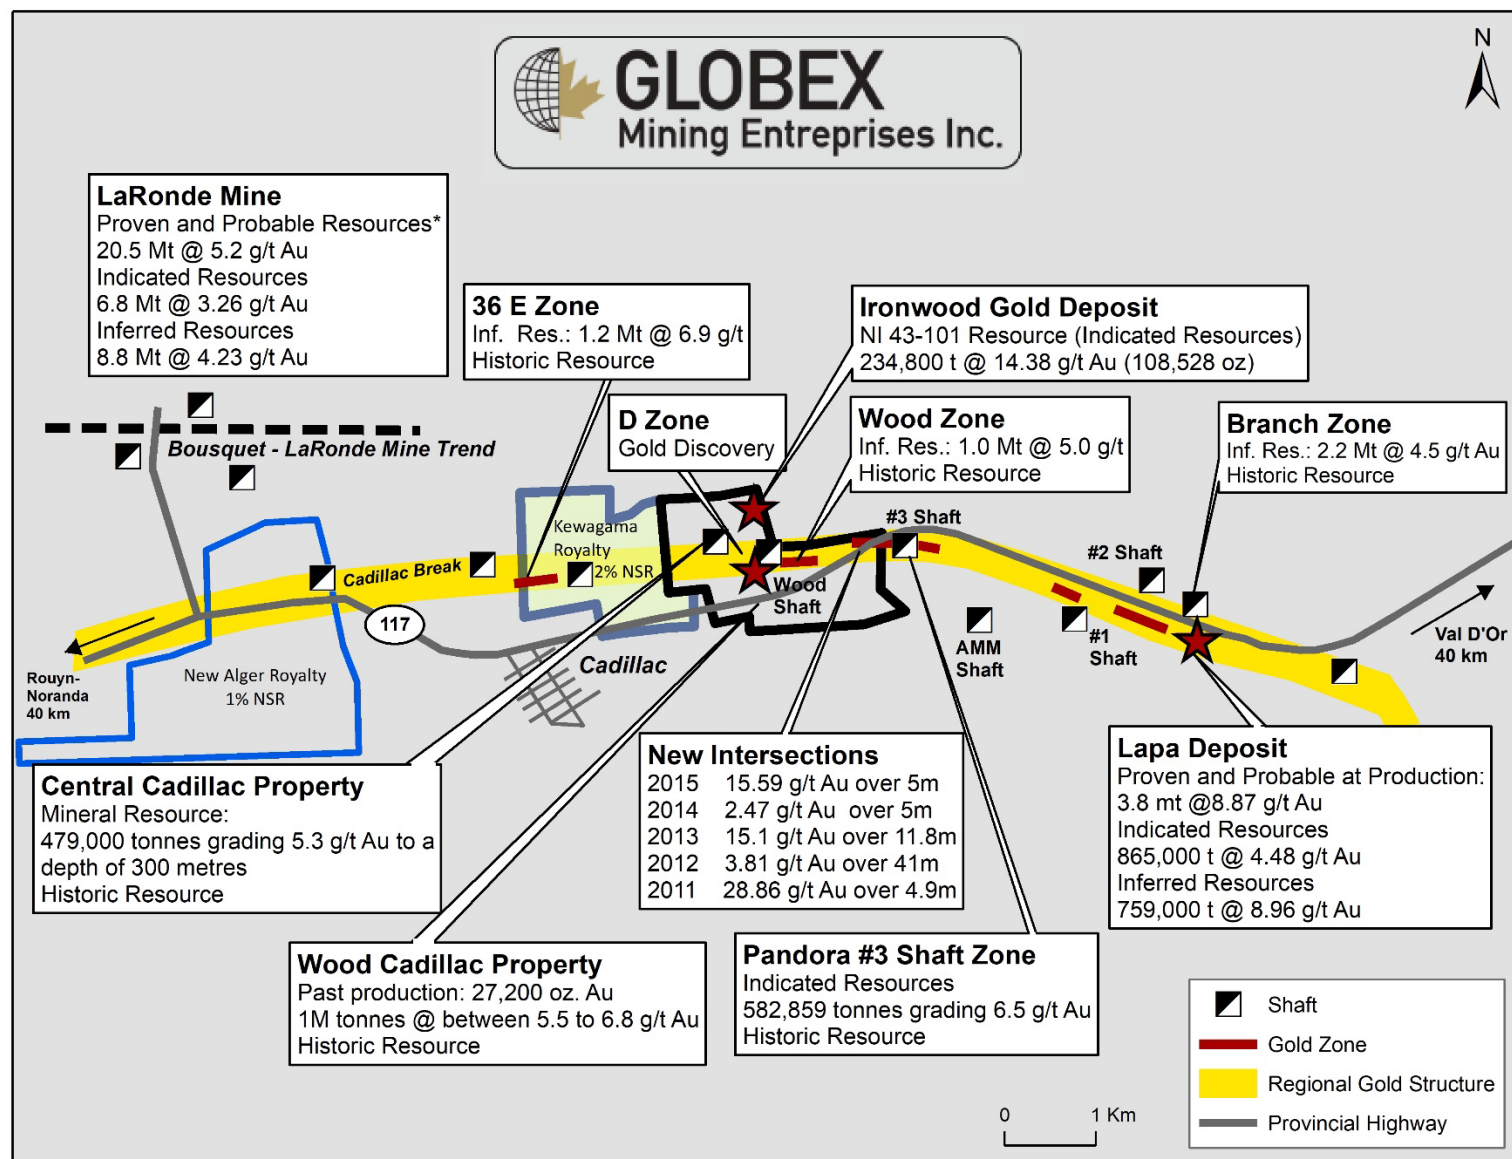 N
GLOBEX
Mining Entreprises Inc.
LaRonde Mine
Proven and Probable Resources*
20.5 Mt @ 5.2 g/t Au
Indicated Resources
6.8 Mt @ 3.26 g/t Au
Inferred Resources
8.8 Mt @ 4.23 g/t Au
36 E Zone
Inf. Res.: 1.2 Mt @ 6.9 g/t
Historic Resource
Ironwood Gold Deposit
NI 43-101 Resource (Indicated Resources)
234,800 t @ 14.38 g/t Au (108,528 oz)
D Zone
Gold Discovery
Wood Zone
Inf. Res.: 1.0 Mt @ 5.0 g/t
Historic Resource
Branch Zone
Inf. Res.: 2.2 Mt @ 4.5 g/t Au
Historic Resource
Bousquet - LaRonde Mine Trend
Kewagama
Royalty
2% NSR
#3 Shaft
#2 Shaft
Cadillac Break
Wood
Shaft
117
AMM
Shaft
#1
Shaft
Val D'Or
40 km
Rouyn-
Noranda
40 km
New Alger Royalty
1% NSR
Cadillac
Central Cadillac Property
Mineral Resource:
479,000 tonnes grading 5.3 g/t Au to a
depth of 300 metres
Historic Resource
New Intersections
2015 15.59 g/t Au over 5m
2014 2.47 g/t Au over 5m
2013 15.1 g/t Au over 11.8m
2012 3.81 g/t Au over 41m
2011 28.86 g/t Au over 4.9m
Lapa Deposit
Proven and Probable at Production:
3.8 mt @8.87 g/t Au
Indicated Resources
865,000 t @ 4.48 g/t Au
Inferred Resources
759,000 t @ 8.96 g/t Au
Wood Cadillac Property
Past production: 27,200 oz. Au
1M tonnes @ between 5.5 to 6.8 g/t Au
Historic Resource
Pandora #3 Shaft Zone
Indicated Resources
582,859 tonnes grading 6.5 g/t Au
Historic Resource
Shaft
Gold Zone
Regional Gold Structure
Provincial Highway
0 1 Km